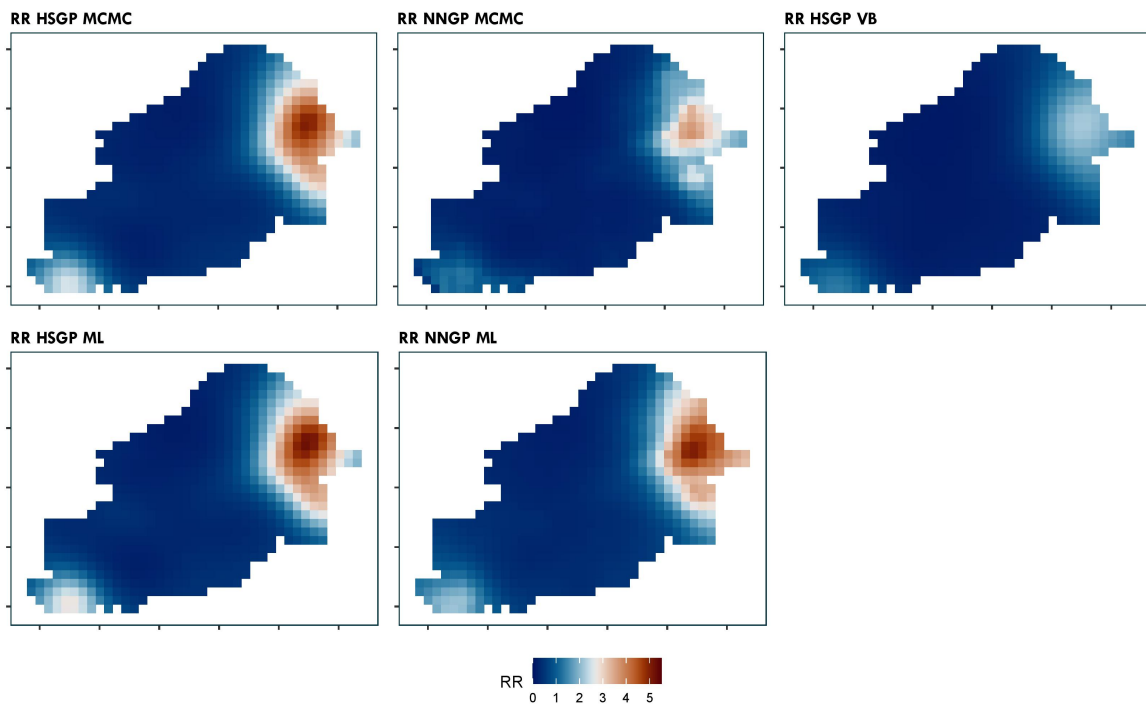 RR HSGP MCMC
RR NNGP MCMC
RR HSGP VB
RR HSGP ML
RR NNGP ML
RR
0 1 2 3 4 5